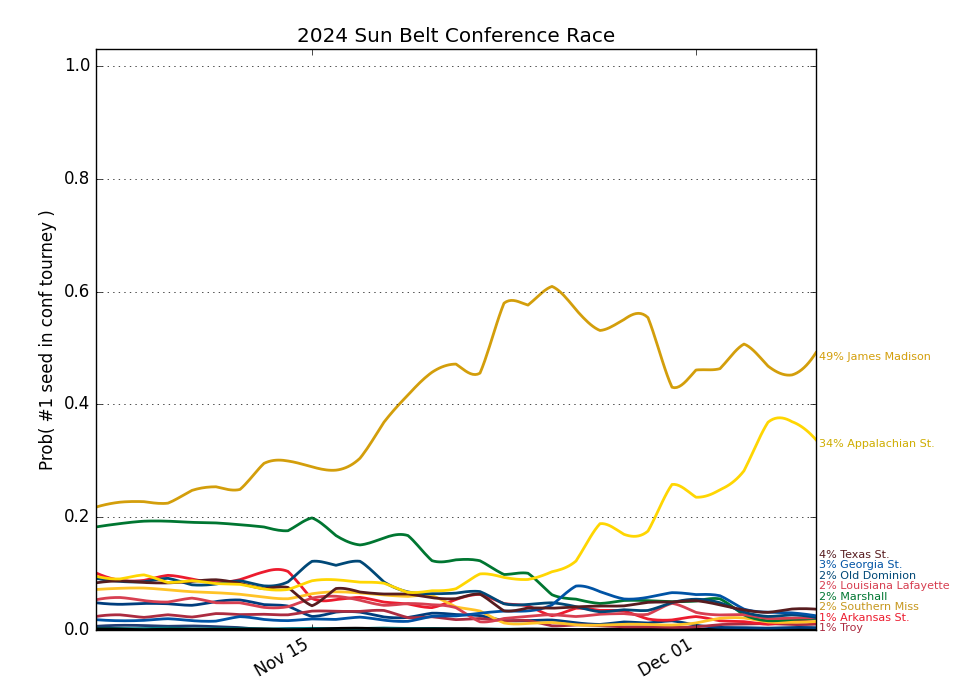 2024 Sun Belt Conference Race
Prob( #1 seed in conf tourney )
1.0
0.8
0.6
0.4
0.2
0.0
Nov 15
Dec 01
49% James Madison
34% Appalachian St.
4% Texas St.
3% Georgia St.
2% Old Dominion
2% Louisiana Lafayette
2% Marshall
2% Southern Miss
1% Arkansas St.
1% Troy